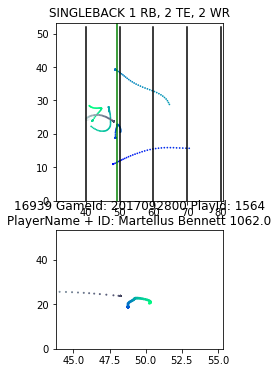 SINGLEBACK 1 RB, 2 TE, 2 WR
50
40
30
20
10
0
40 50 60 70 80
16939 GameId: 2017092800 PlayId: 1564
PlayerName + ID: Martellus Bennett 1062.0
40
20
0
45.0 47.5 50.0 52.5 55.0